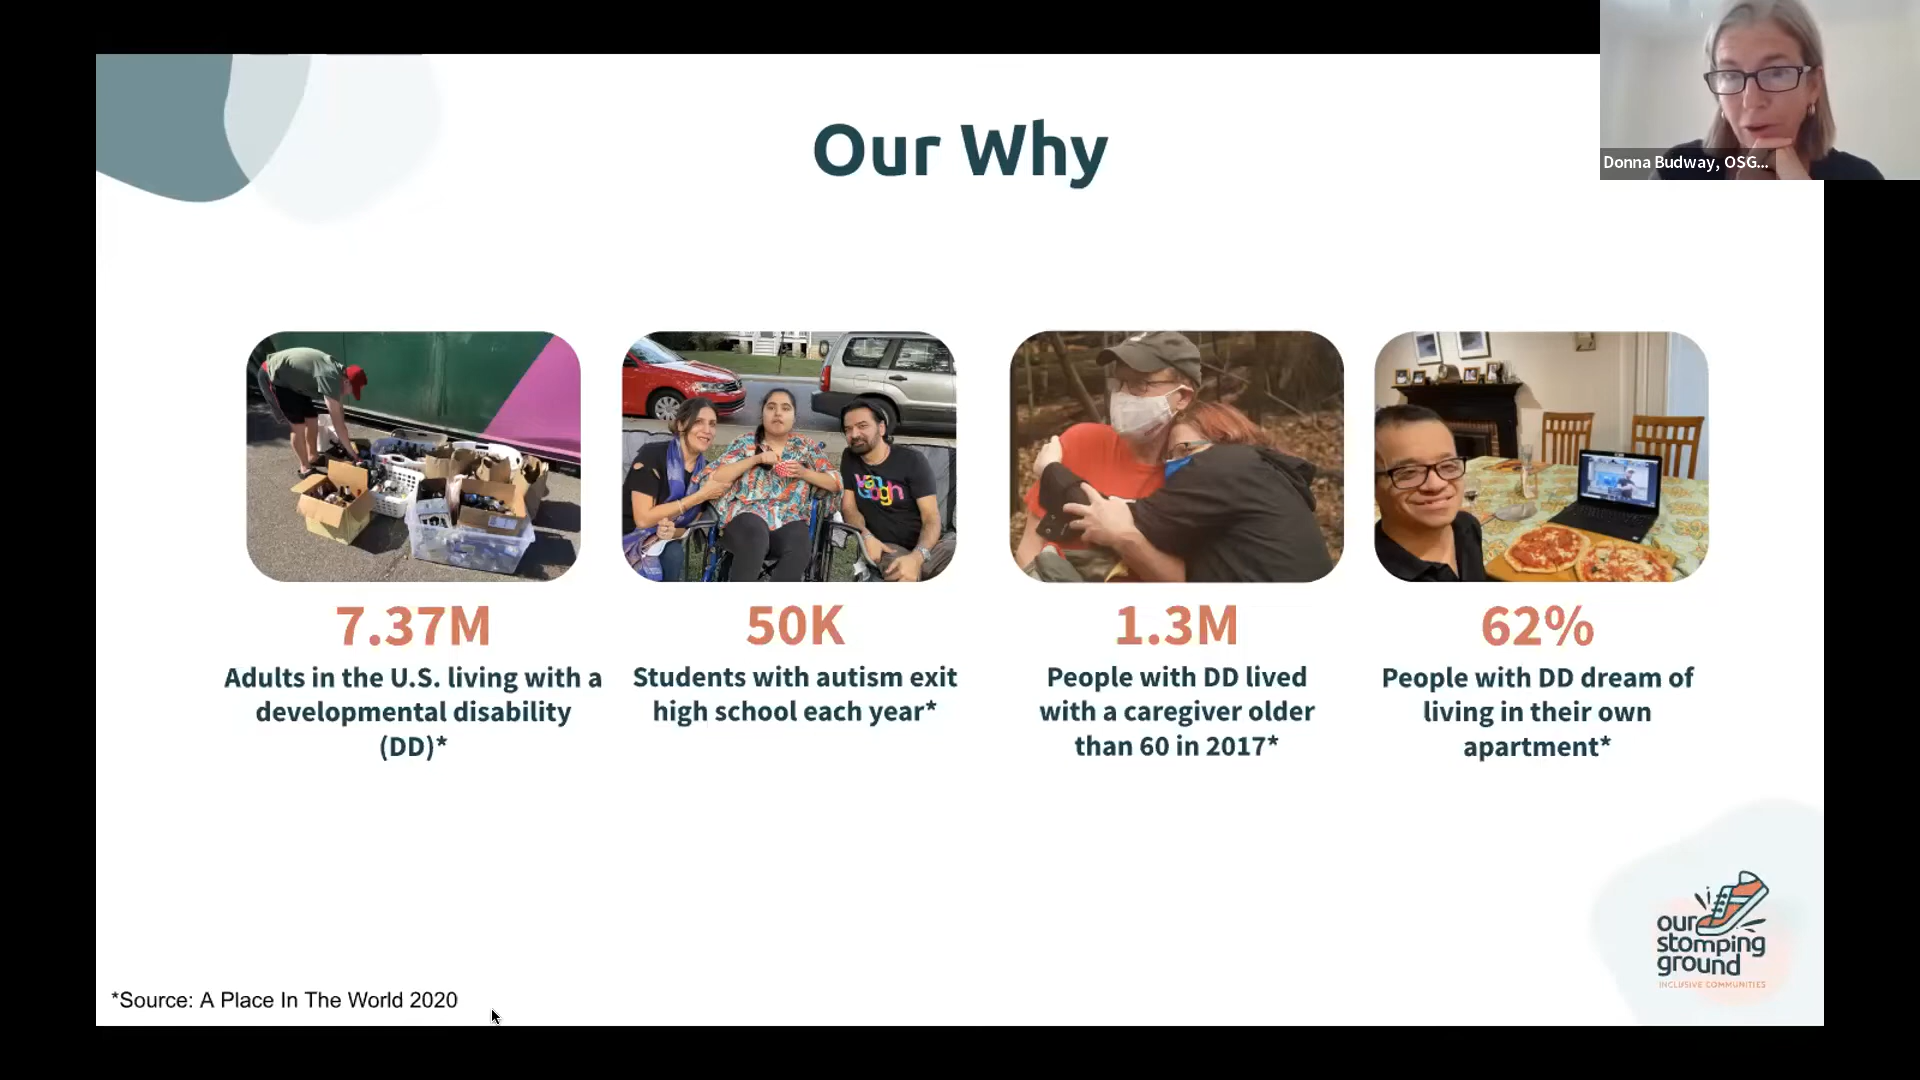 Our Why
Donna Budway, OSG...
Van
Gogh
7.37M
Adults in the U.S. living with a
developmental disability
(DD)*
50K
Students with autism exit
high school each year*
1.3M
People with DD lived
with a caregiver older
than 60 in 2017*
62%
People with DD dream of
living in their own
apartment*
our
stomping
ground
INCLUSIVE COMMUNITIES
*Source: A Place In The World 2020